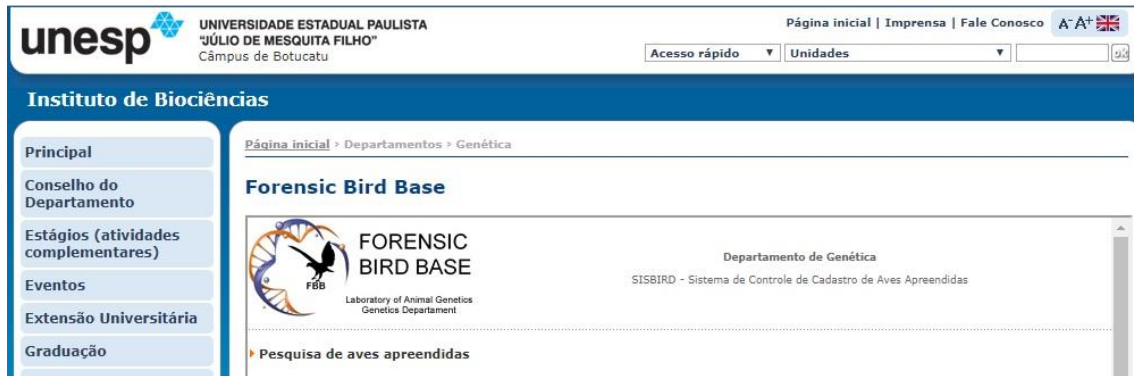 unesp
UNIVERSIDADE ESTADUAL PAULISTA
"JÚLIO DE MESQUITA FILHO"
Câmpus de Botucatu
Página inicial | Imprensa | Fale Conosco
A- A+
Acesso rápido
Unidades
ok
Instituto de Biociências
Principal
Conselho do
Departamento
Estágios (atividades
complementares)
Eventos
Extensão Universitária
Graduação
Página inicial › Departamentos › Genética
Forensic Bird Base
FORENSIC
BIRD BASE
FBB
Laboratory of Animal Genetics
Genetics Departament
Departamento de Genética
SISBIRD - Sistema de Controle de Cadastro de Aves Apreendidas
Pesquisa de aves apreendidas